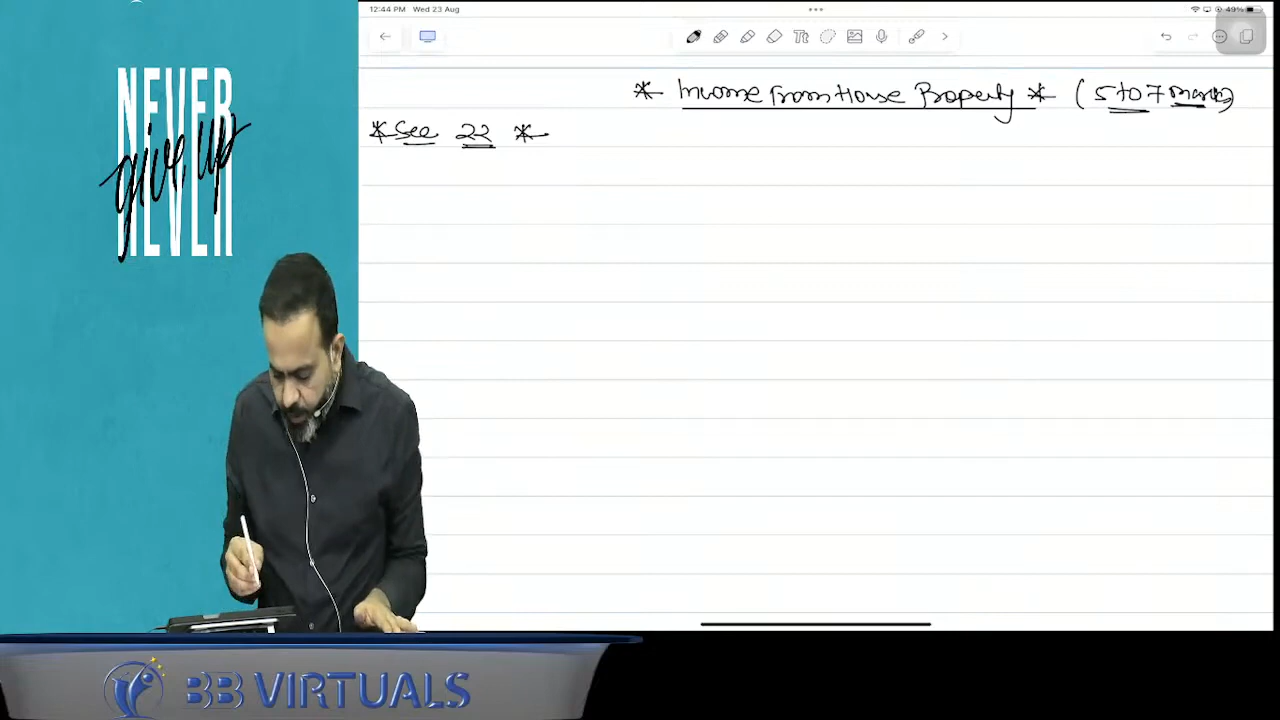 12:44 PM Wed 23 Aug
49%
NEVER
give up
NEVER
* Income from House Property * (5 to 7 marks)
* Sec 22 *
BB VIRTUALS